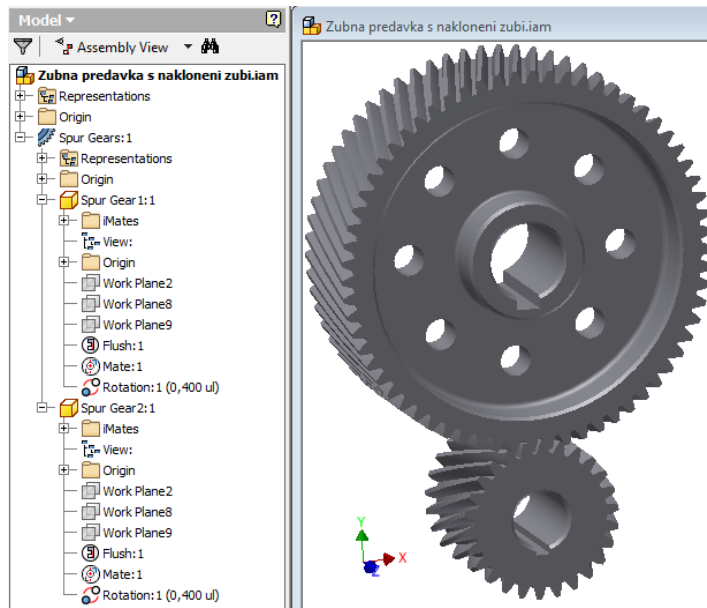 Model
?
Assembly View
Zubna predavka s nakloneni zubi.iam
Representations
Origin
Spur Gears:1
Representations
Origin
Spur Gear1:1
iMates
View:
Origin
Work Plane2
Work Plane8
Work Plane9
Flush:1
Mate:1
Rotation:1 (0,400 ul)
Spur Gear2:1
iMates
View:
Origin
Work Plane2
Work Plane8
Work Plane9
Flush:1
Mate:1
Rotation:1 (0,400 ul)
Zubna predavka s nakloneni zubi.iam
Y
X
Z